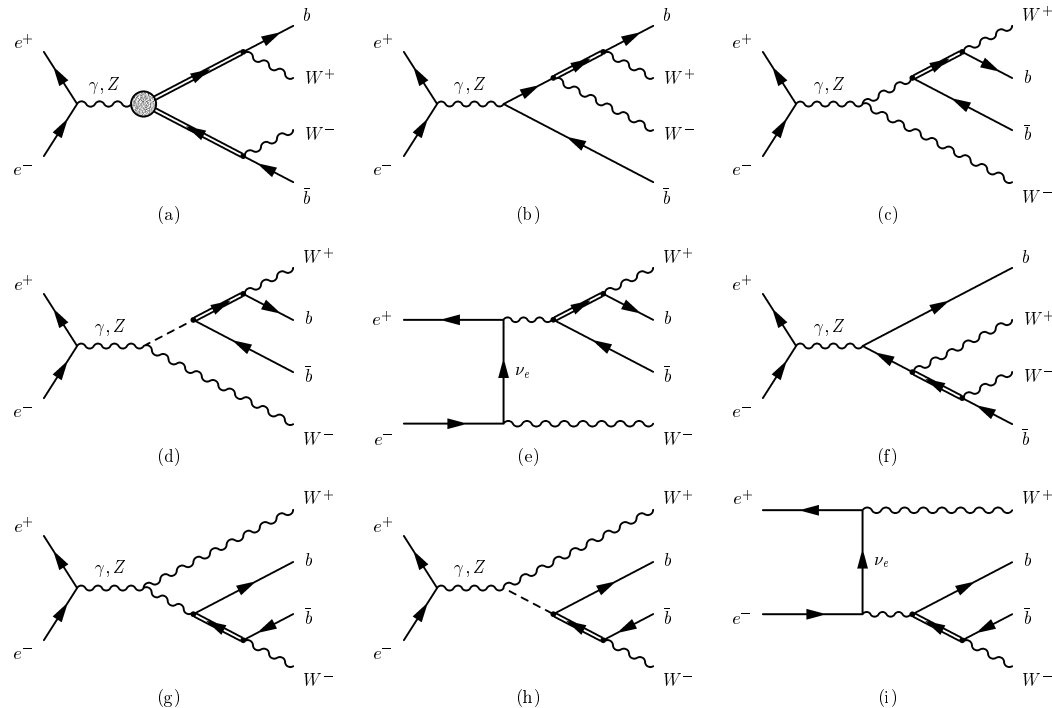 e⁺ γ, Z b W⁺ W⁻ b̄ e⁻
(a)
e⁺ γ, Z b W⁺ W⁻ b̄ e⁻
(b)
e⁺ γ, Z W⁺ b b̄ W⁻ e⁻
(c)
e⁺ γ, Z W⁺ b b̄ W⁻ e⁻
(d)
e⁺ νₑ W⁺ b b̄ W⁻ e⁻
(e)
e⁺ γ, Z b W⁺ W⁻ b̄ e⁻
(f)
e⁺ γ, Z W⁺ b b̄ W⁻ e⁻
(g)
e⁺ γ, Z W⁺ b b̄ W⁻ e⁻
(h)
e⁺ νₑ W⁺ b b̄ W⁻ e⁻
(i)